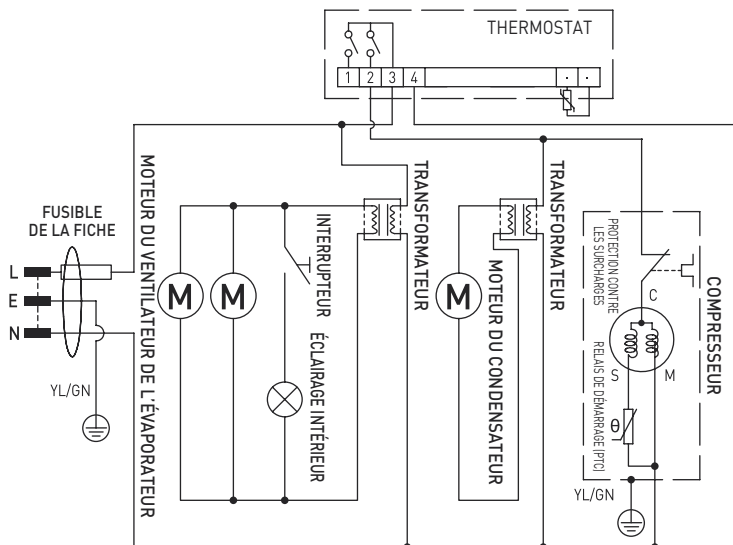 THERMOSTAT
1 2 3 4
FUSIBLE
DE LA FICHE
L
E
N
YL/GN
MOTEUR DU VENTILATEUR DE L'ÉVAPORATEUR
M
M
INTERRUPTEUR
ÉCLAIRAGE INTÉRIEUR
TRANSFORMATEUR
M
MOTEUR DU CONDENSATEUR
TRANSFORMATEUR
PROTECTION CONTRE
LES SURCHARGES
C
S
M
RELAIS DE DÉMARRAGE (PTC)
θ
COMPRESSEUR
YL/GN